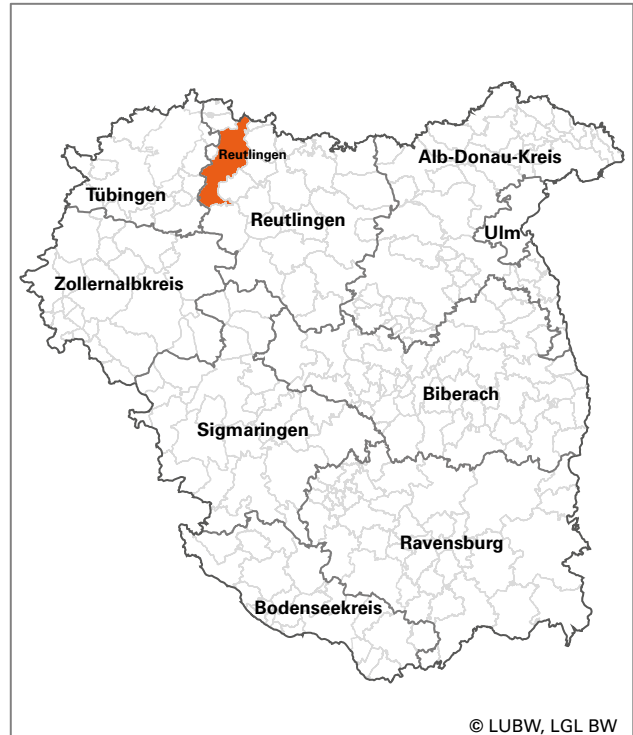 Reutlingen
Alb-Donau-Kreis
Tübingen
Reutlingen
Ulm
Zollernalbkreis
Biberach
Sigmaringen
Ravensburg
Bodenseekreis
© LUBW, LGL BW